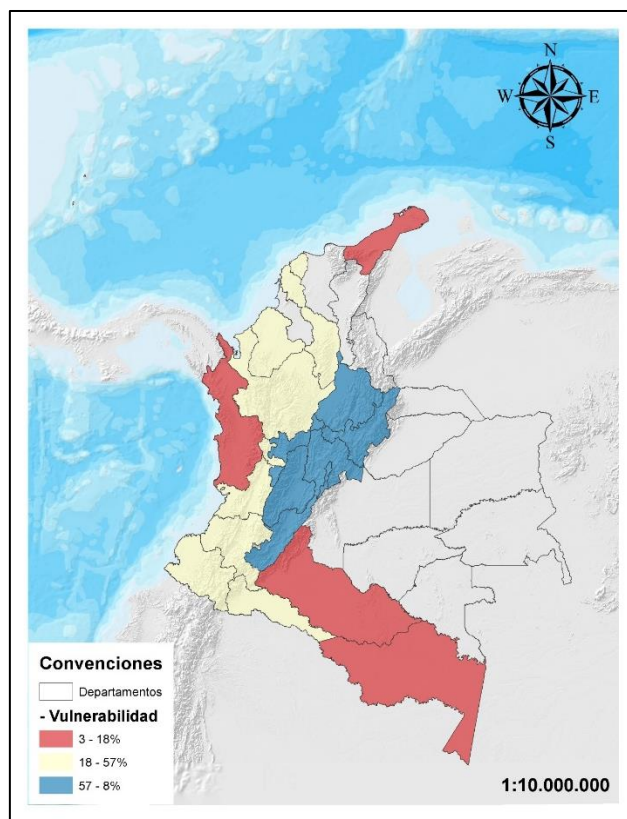 N
W E
S
Convenciones
Departamentos
- Vulnerabilidad
3 - 18%
18 - 57%
57 - 8%
1:10.000.000